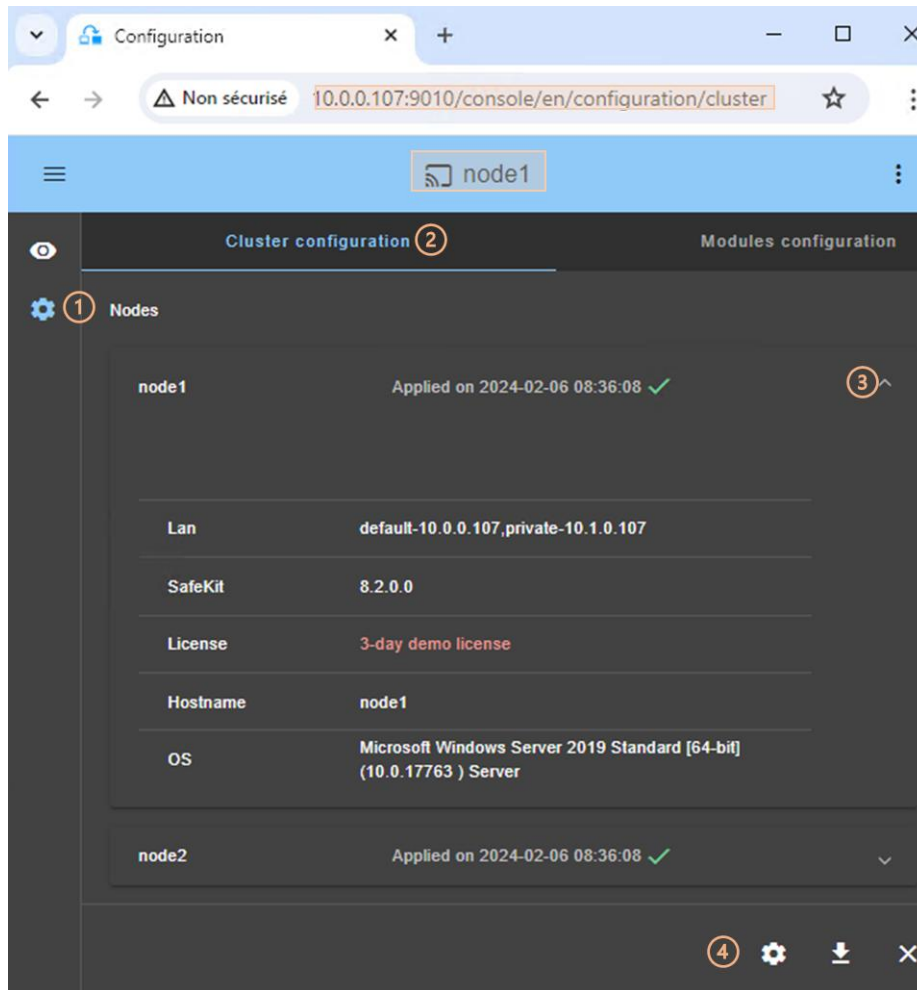 Configuration
Non sécurisé 10.0.0.107:9010/console/en/configuration/cluster
node1
Cluster configuration 2 Modules configuration
1 Nodes
node1 Applied on 2024-02-06 08:36:08 3
Lan default-10.0.0.107,private-10.1.0.107
SafeKit 8.2.0.0
License 3-day demo license
Hostname node1
OS Microsoft Windows Server 2019 Standard [64-bit]
(10.0.17763 ) Server
node2 Applied on 2024-02-06 08:36:08
4